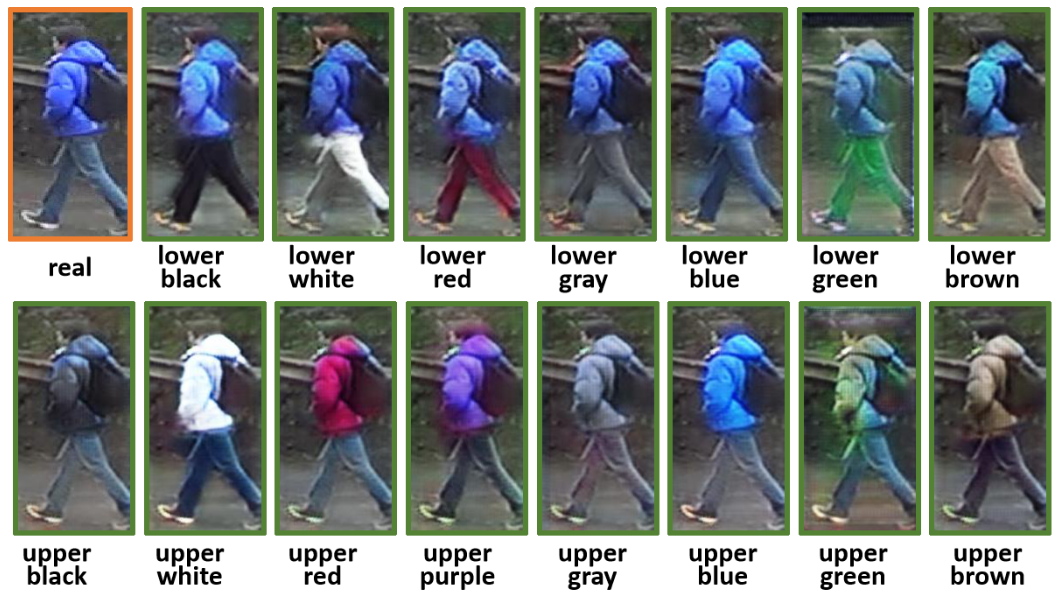 real
lower black
lower white
lower red
lower gray
lower blue
lower green
lower brown
upper black
upper white
upper red
upper purple
upper gray
upper blue
upper green
upper brown